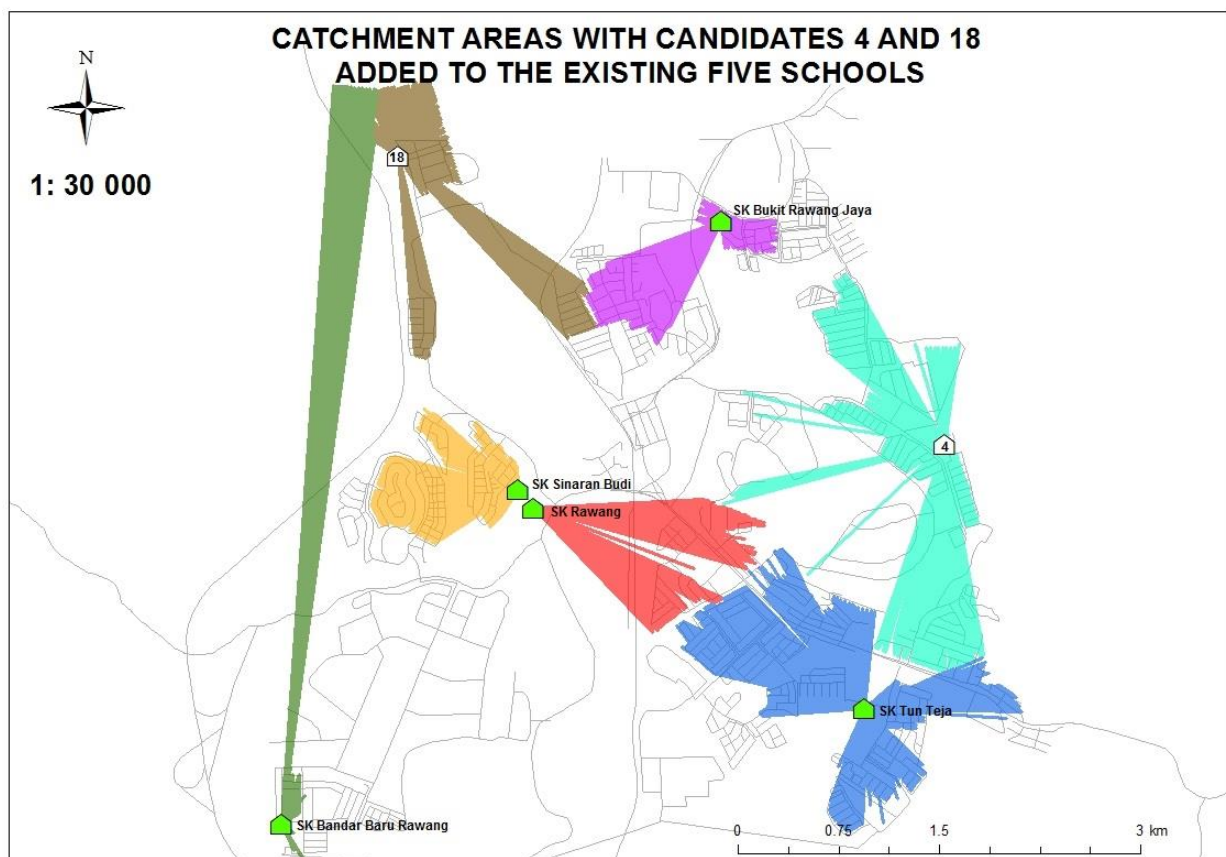 CATCHMENT AREAS WITH CANDIDATES 4 AND 18
ADDED TO THE EXISTING FIVE SCHOOLS
N
1: 30 000
18
SK Bukit Rawang Jaya
4
SK Sinaran Budi
SK Rawang
SK Tun Teja
SK Bandar Baru Rawang
0 0.75 1.5 3 km